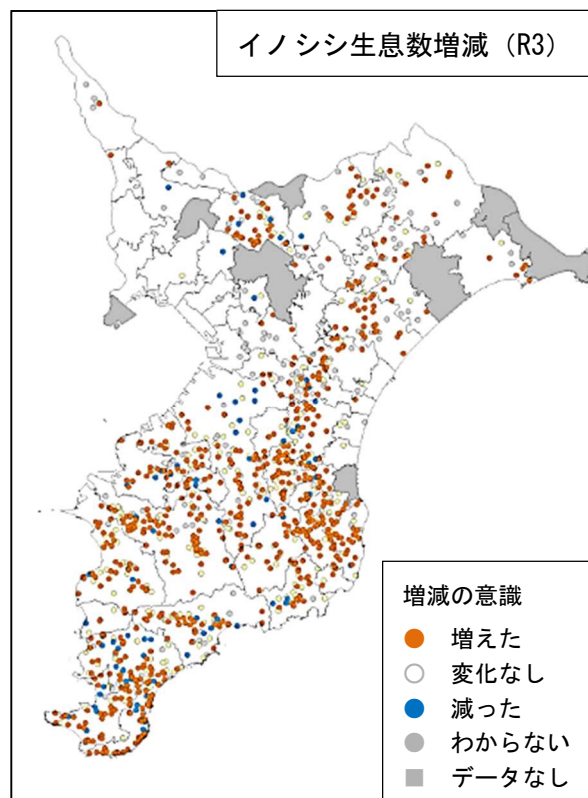 イノシシ生息数増減（R3）
増減の意識
増えた
変化なし
減った
わからない
データなし